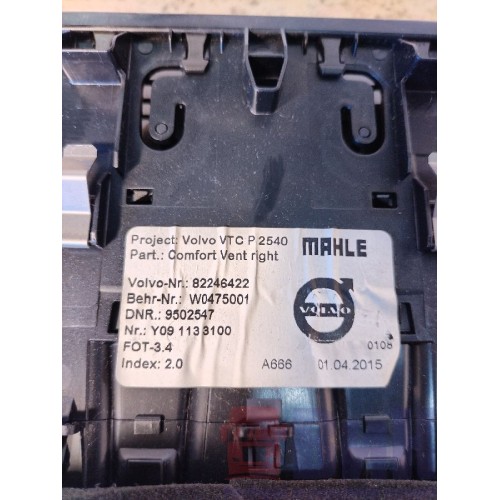 Project: Volvo VTC P 2540
MAHLE
Part.: Comfort Vent right
Volvo-Nr.: 82246422
Behr-Nr.: W0475001
VOLVO
DNR.: 9502547
Nr.: Y09 113 3100
FOT-3.4
0108
Index: 2.0
A666
01.04.2015